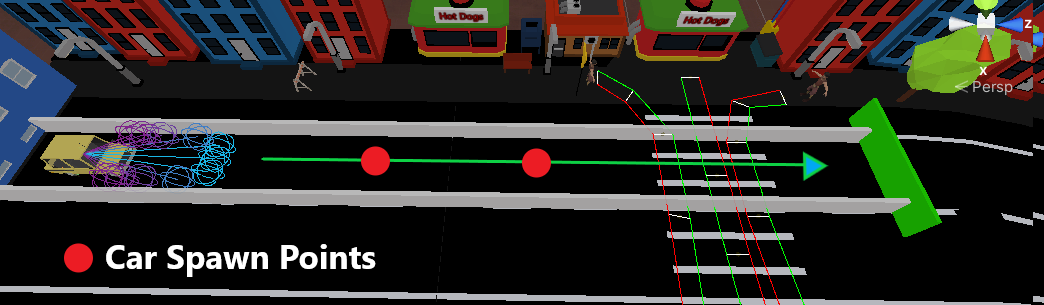 Hot Dogs
Hot Dogs
z
x
< Persp
Car Spawn Points